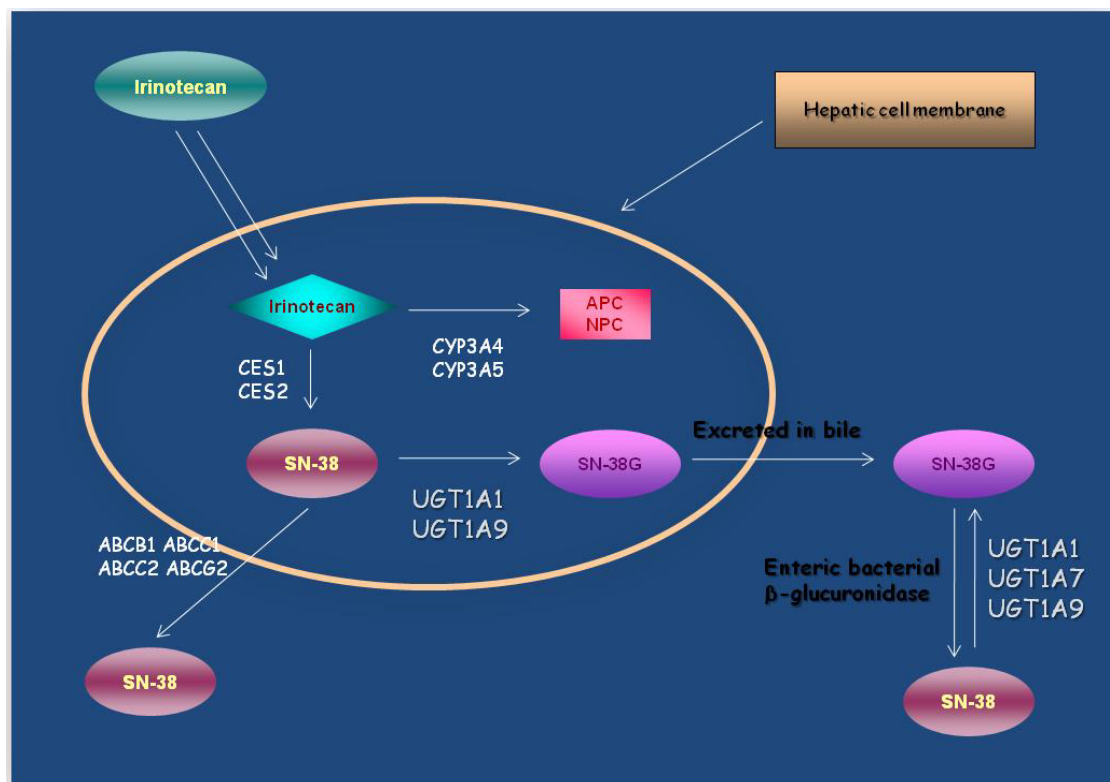 Irinotecan
Hepatic cell membrane
Irinotecan
APC
NPC
CYP3A4
CYP3A5
CES1
CES2
SN-38
UGT1A1
UGT1A9
SN-38G
Excreted in bile
SN-38G
ABCB1 ABCC1
ABCC2 ABCG2
SN-38
Enteric bacterial
β-glucuronidase
UGT1A1
UGT1A7
UGT1A9
SN-38